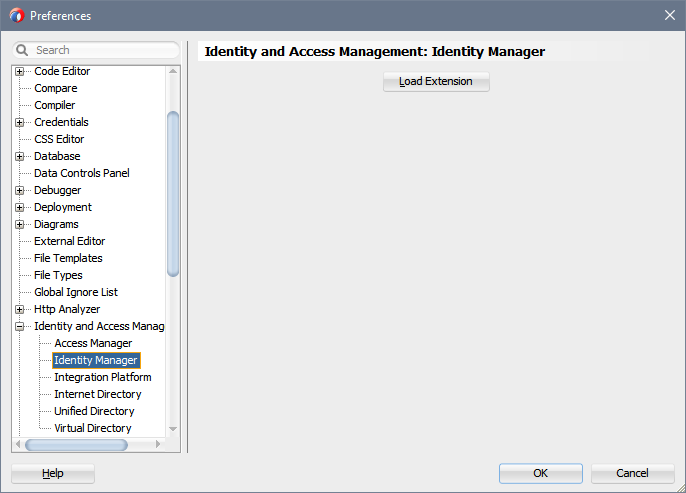 Preferences
Search
Code Editor
Compare
Compiler
Credentials
CSS Editor
Database
Data Controls Panel
Debugger
Deployment
Diagrams
External Editor
File Templates
File Types
Global Ignore List
Http Analyzer
Identity and Access Manag
Access Manager
Identity Manager
Integration Platform
Internet Directory
Unified Directory
Virtual Directory
Identity and Access Management: Identity Manager
Load Extension
Help
OK
Cancel